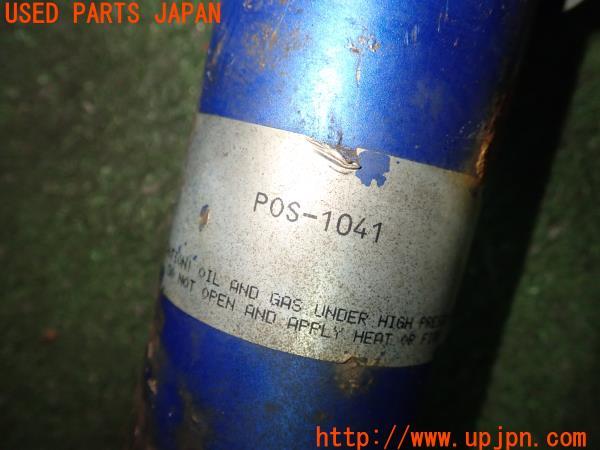 USED PARTS JAPAN
POS-1041
OIL AND GAS UNDER HIGH
NOT OPEN AND APPLY HEAT OR
http://www.upjpn.com